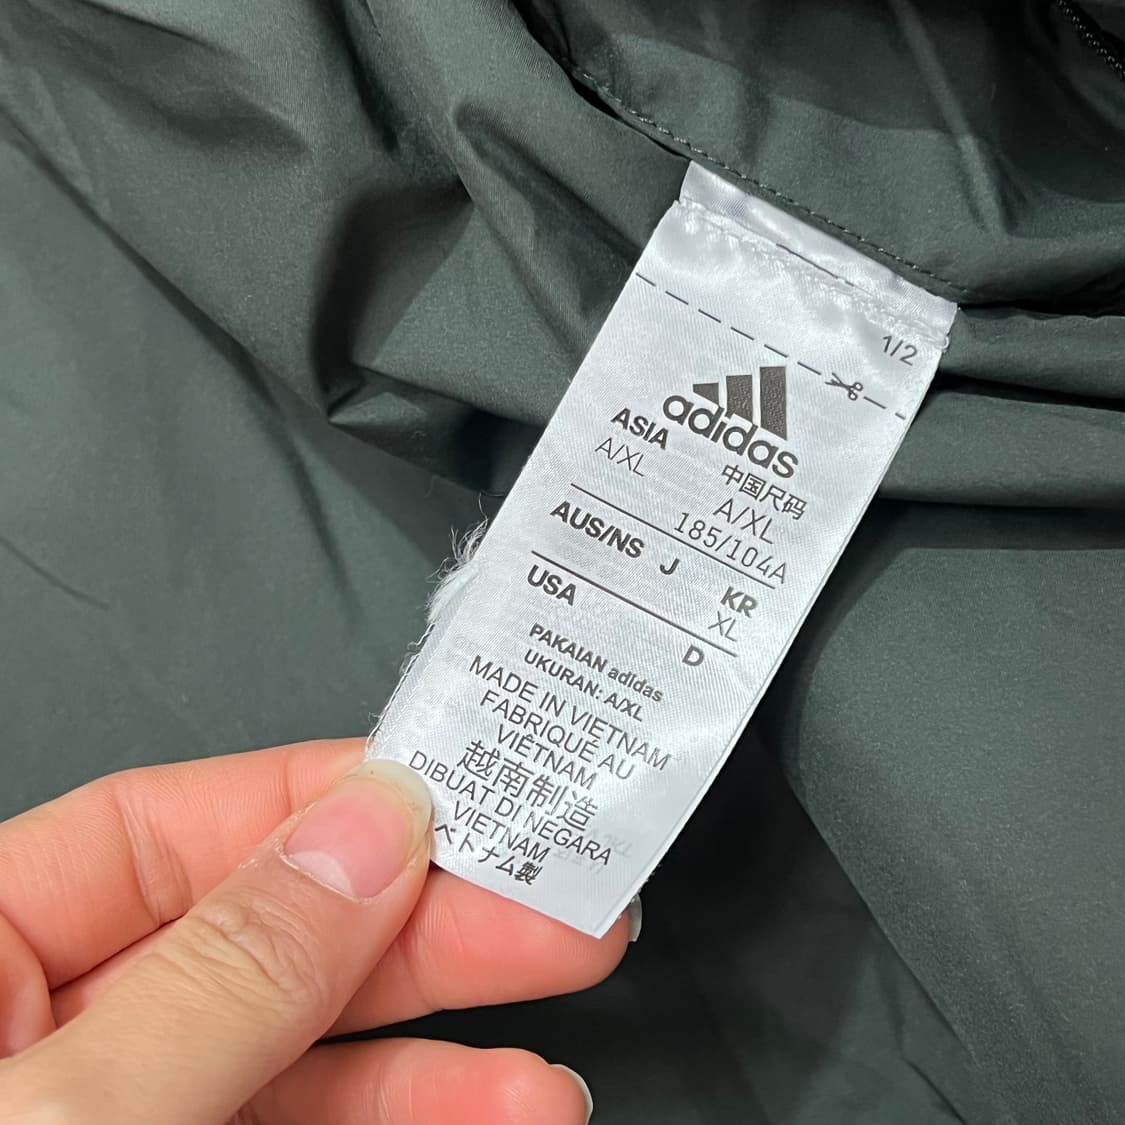 1/2
adidas
ASIA
A/XL
中国尺码
A/XL
185/104A
AUS/NS J
KR
XL
USA
D
PAKAIAN adidas
UKURAN: A/XL
MADE IN VIETNAM
FABRIQUÉ AU
VIÊTNAM
越南制造
DIBUAT DI NEGARA
VIETNAM
ベトナム製